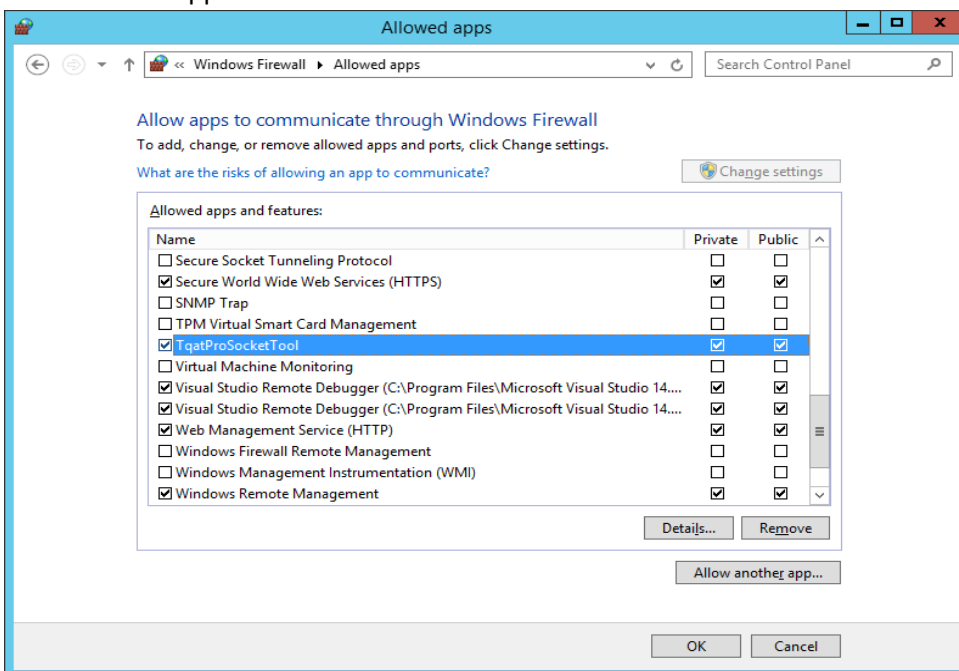 Allowed apps
« Windows Firewall ▸ Allowed apps
Search Control Panel
Allow apps to communicate through Windows Firewall
To add, change, or remove allowed apps and ports, click Change settings.
What are the risks of allowing an app to communicate?
Change settings
Allowed apps and features:
Name Private Public
Secure Socket Tunneling Protocol
Secure World Wide Web Services (HTTPS)
SNMP Trap
TPM Virtual Smart Card Management
TqatProSocketTool
Virtual Machine Monitoring
Visual Studio Remote Debugger (C:\Program Files\Microsoft Visual Studio 14....
Visual Studio Remote Debugger (C:\Program Files\Microsoft Visual Studio 14....
Web Management Service (HTTP)
Windows Firewall Remote Management
Windows Management Instrumentation (WMI)
Windows Remote Management
Details... Remove
Allow another app...
OK Cancel